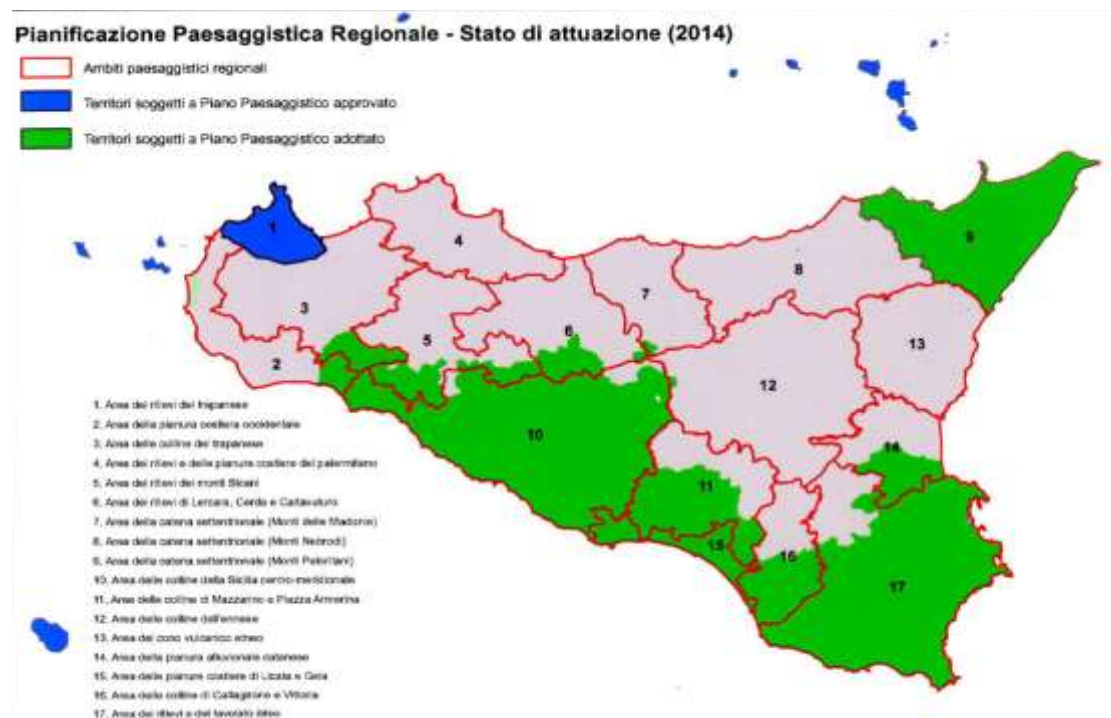 Pianificazione Paesaggistica Regionale - Stato di attuazione (2014)
Ambiti paesaggistici regionali
Territori soggetti a Piano Paesaggistico approvato
Territori soggetti a Piano Paesaggistico adottato
1
2
3
4
5
6
7
8
9
10
11
12
13
14
15
16
17
1. Area dei rilievi del trapanese
2. Area della pianura costiera occidentale
3. Area delle colline del trapanese
4. Area dei rilievi e delle pianure costiere del palermitano
5. Area dei rilievi dei monti Sicani
6. Area dei rilievi di Lercara, Cerda e Caltavuturo
7. Area della catena settentrionale (Monti delle Madonie)
8. Area della catena settentrionale (Monti Nebrodi)
9. Area della catena settentrionale (Monti Peloritani)
10. Area delle colline della Sicilia centro-meridionale
11. Area delle colline di Mazzarino e Piazza Armerina
12. Area delle colline dell'ennese
13. Area del cono vulcanico etneo
14. Area della pianura alluvionale catanese
15. Area delle pianure costiere di Licata e Gela
16. Area delle colline di Caltagirone e Vittoria
17. Area dei rilievi e del tavolato ibleo